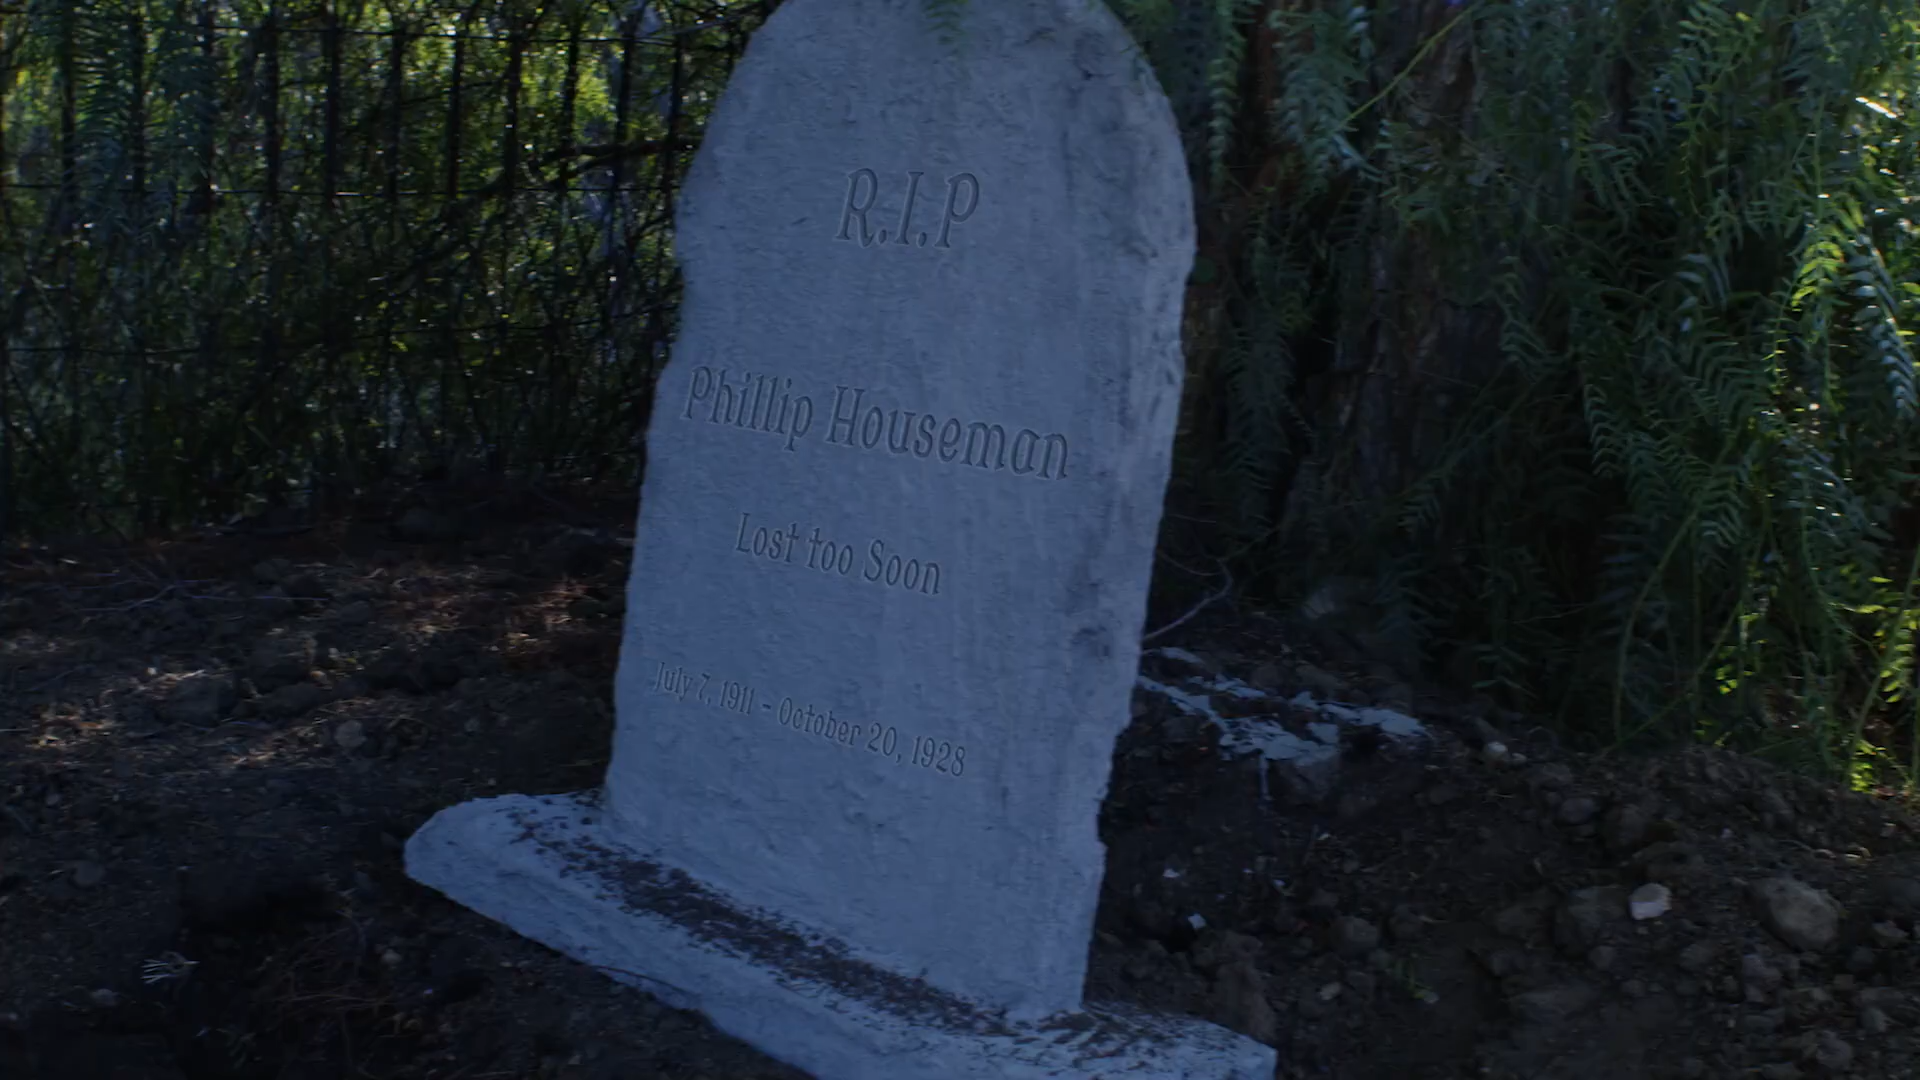 R.I.P
Phillip Houseman
Lost too Soon
July 7, 1911 - October 20, 1928